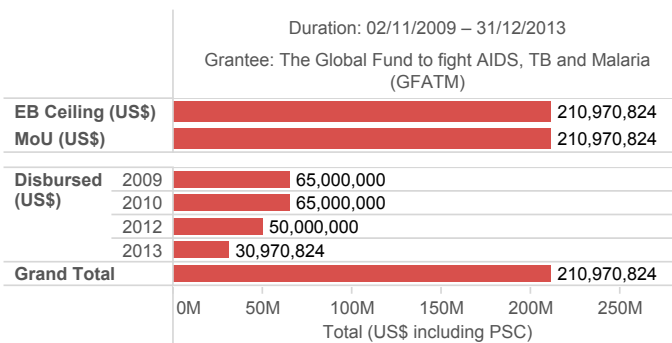 Duration: 02/11/2009 – 31/12/2013
Grantee: The Global Fund to fight AIDS, TB and Malaria
(GFATM)
EB Ceiling (US$) 210,970,824
MoU (US$) 210,970,824
Disbursed 2009 65,000,000
(US$) 2010 65,000,000
2012 50,000,000
2013 30,970,824
Grand Total 210,970,824
0M 50M 100M 150M 200M 250M
Total (US$ including PSC)